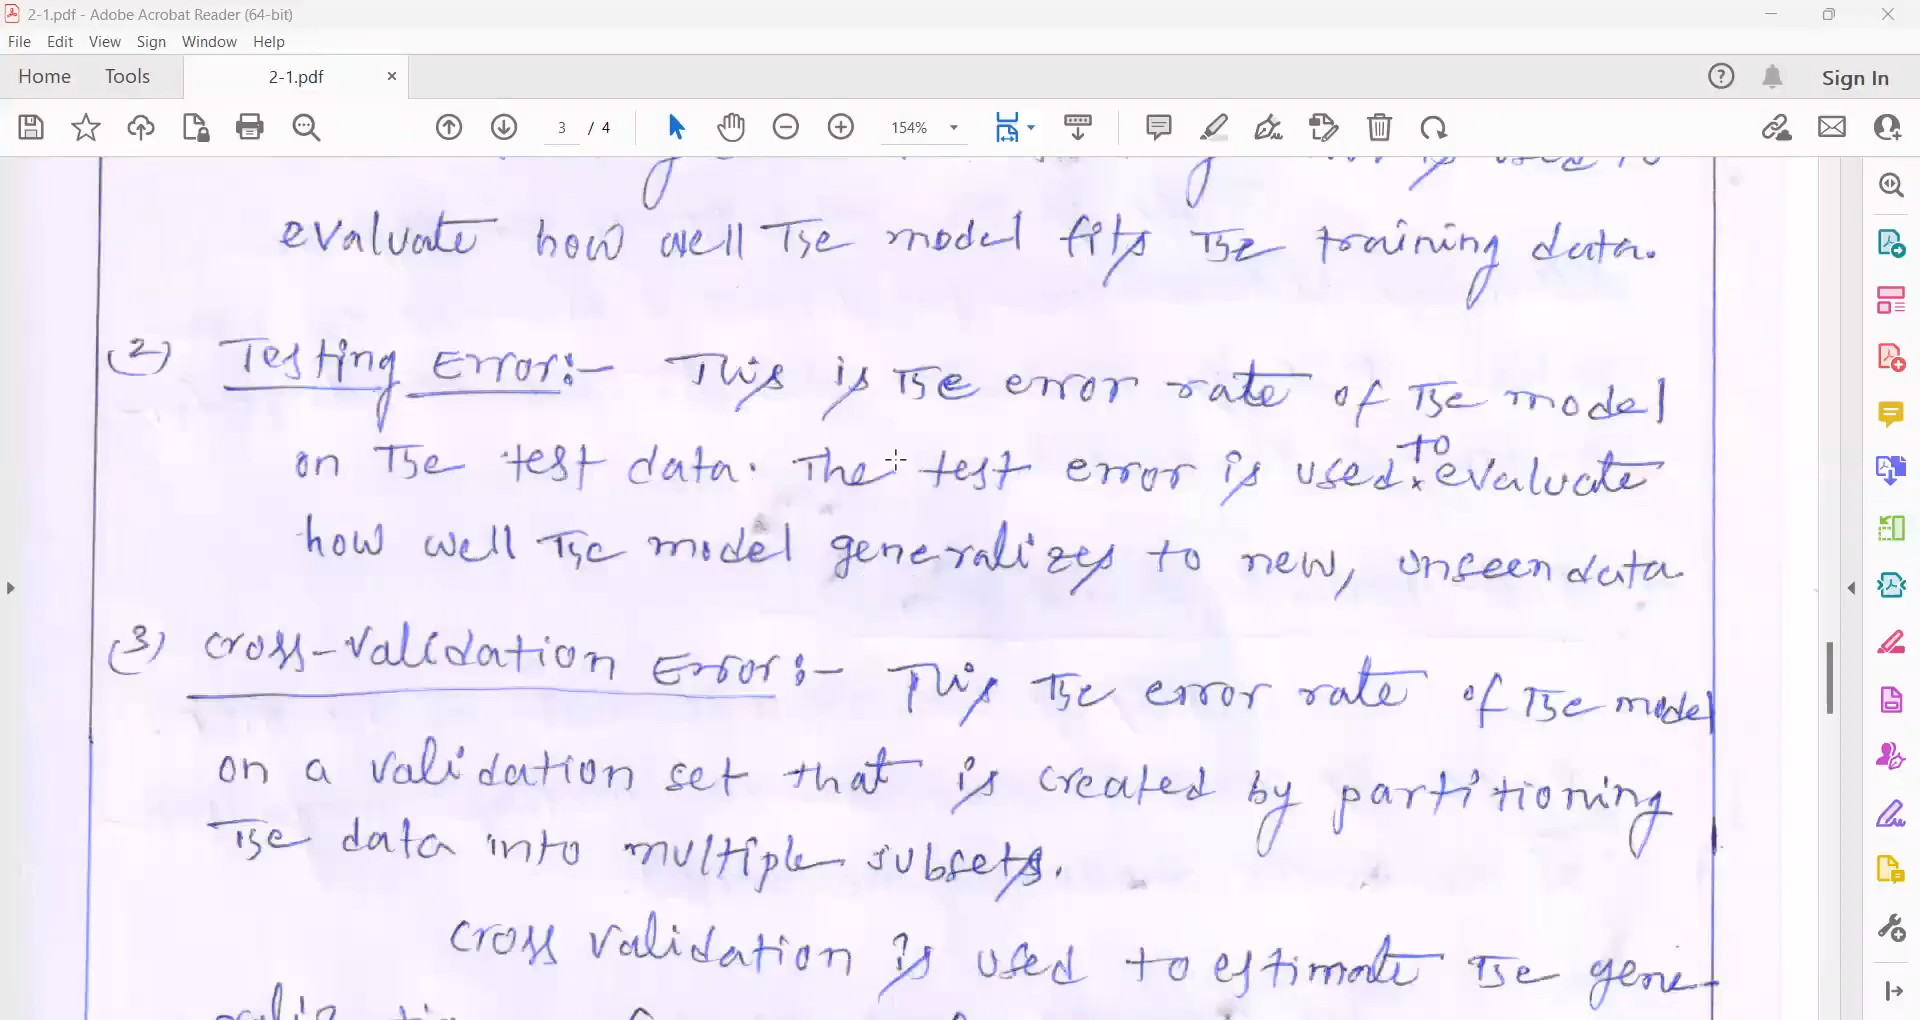 2-1.pdf - Adobe Acrobat Reader (64-bit)
File Edit View Sign Window Help
Home Tools 2-1.pdf × Sign In
3 / 4 154%
evaluate how well the model fits the training data.
(2) Testing Error:- This is the error rate of the model
on the test data. The test error is used to evaluate
how well the model generalizes to new, unseen data
(3) Cross-Validation Error:- This the error rate of the model
on a validation set that is created by partitioning
the data into multiple subsets.
cross validation is used to estimate the gene-